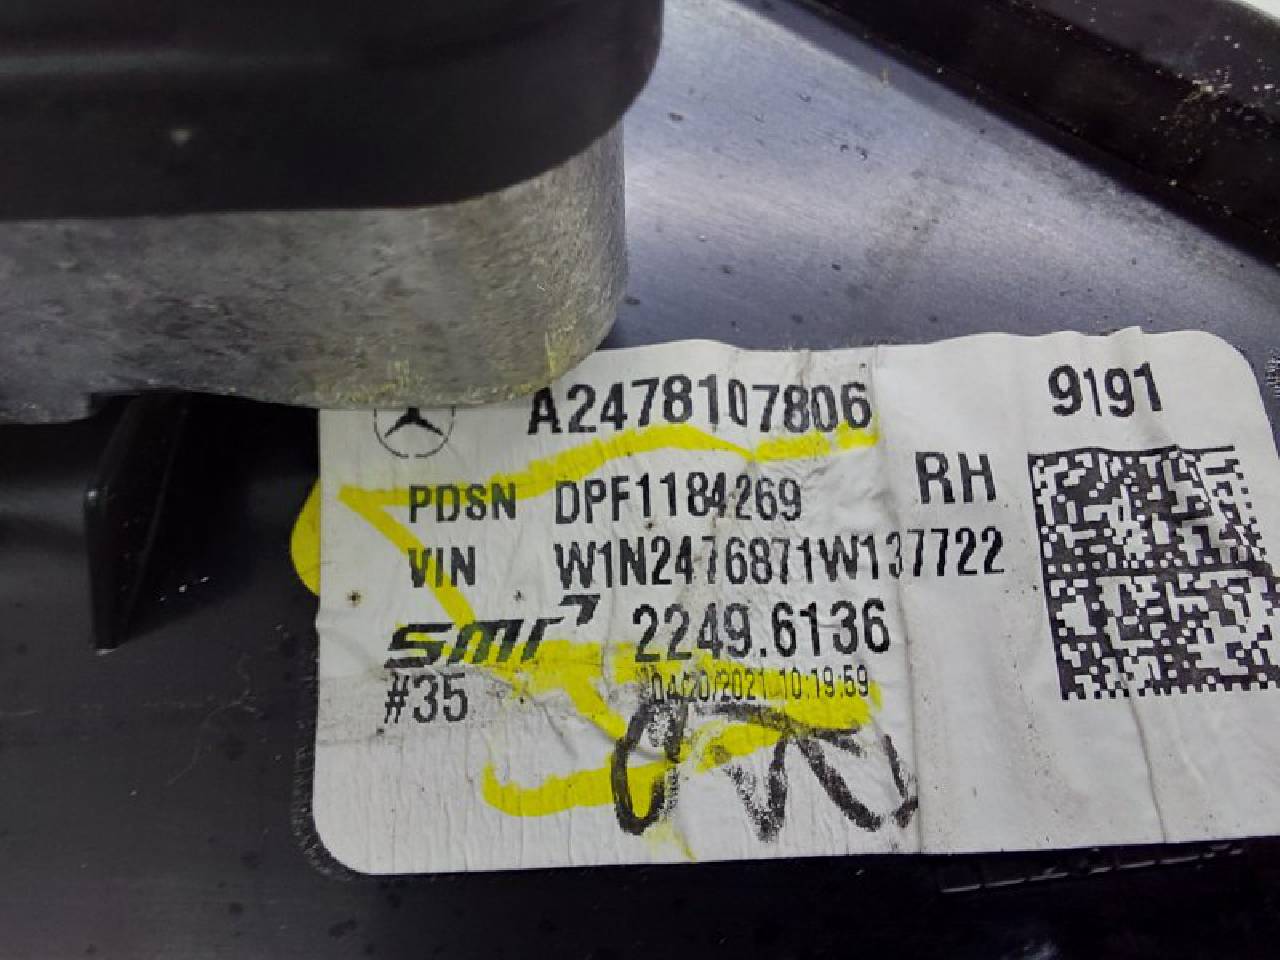 A2478107806 9191
PDSN DPF1184269 RH
VIN W1N2476871W137722
smr 2249.6136
#35 04/20/2021 10:19:59